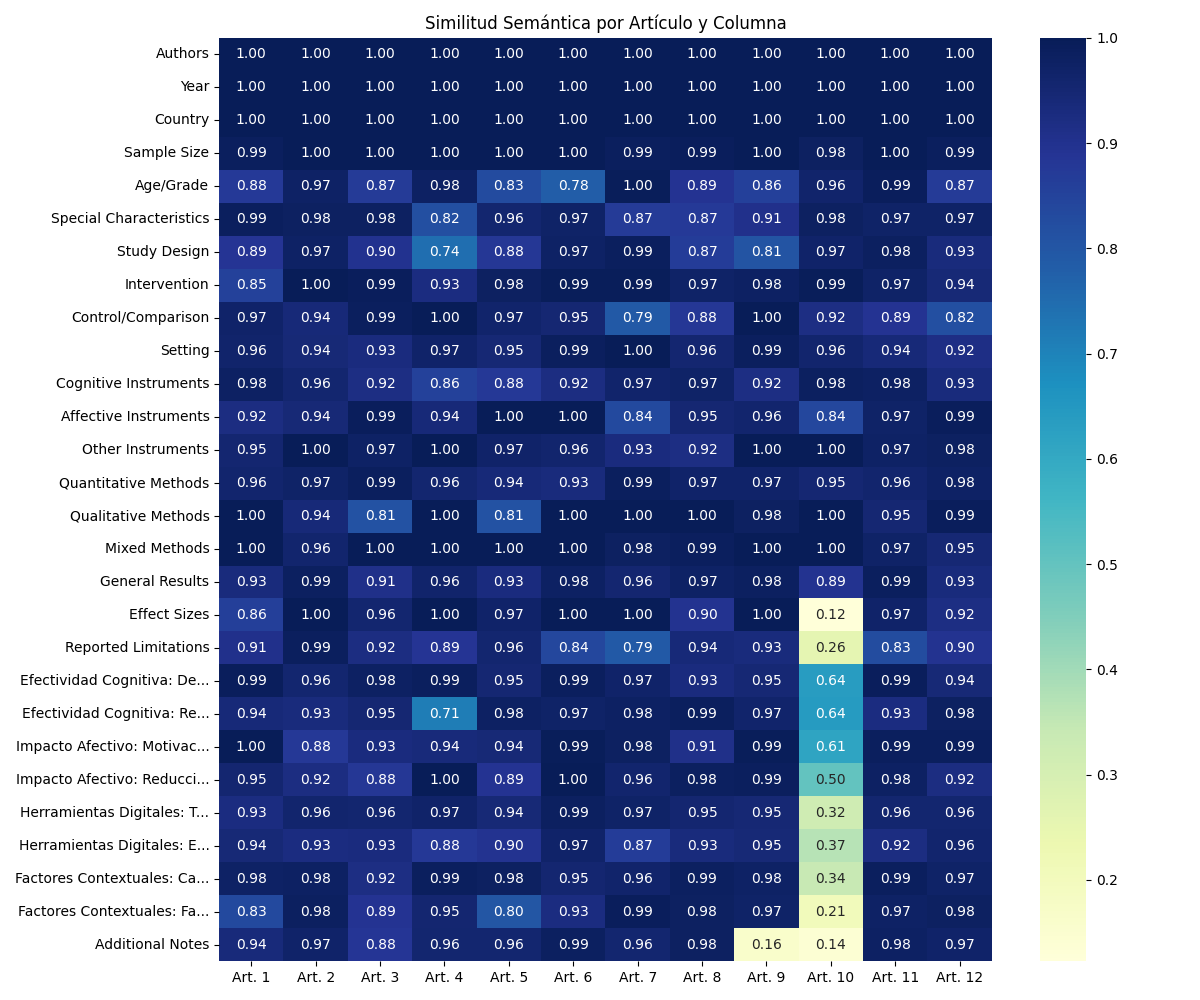 Similitud Semántica por Artículo y Columna
Authors 1.00 1.00 1.00 1.00 1.00 1.00 1.00 1.00 1.00 1.00 1.00 1.00
Year 1.00 1.00 1.00 1.00 1.00 1.00 1.00 1.00 1.00 1.00 1.00 1.00
Country 1.00 1.00 1.00 1.00 1.00 1.00 1.00 1.00 1.00 1.00 1.00 1.00
Sample Size 0.99 1.00 1.00 1.00 1.00 1.00 0.99 0.99 1.00 0.98 1.00 0.99
Age/Grade 0.88 0.97 0.87 0.98 0.83 0.78 1.00 0.89 0.86 0.96 0.99 0.87
Special Characteristics 0.99 0.98 0.98 0.82 0.96 0.97 0.87 0.87 0.91 0.98 0.97 0.97
Study Design 0.89 0.97 0.90 0.74 0.88 0.97 0.99 0.87 0.81 0.97 0.98 0.93
Intervention 0.85 1.00 0.99 0.93 0.98 0.99 0.99 0.97 0.98 0.99 0.97 0.94
Control/Comparison 0.97 0.94 0.99 1.00 0.97 0.95 0.79 0.88 1.00 0.92 0.89 0.82
Setting 0.96 0.94 0.93 0.97 0.95 0.99 1.00 0.96 0.99 0.96 0.94 0.92
Cognitive Instruments 0.98 0.96 0.92 0.86 0.88 0.92 0.97 0.97 0.92 0.98 0.98 0.93
Affective Instruments 0.92 0.94 0.99 0.94 1.00 1.00 0.84 0.95 0.96 0.84 0.97 0.99
Other Instruments 0.95 1.00 0.97 1.00 0.97 0.96 0.93 0.92 1.00 1.00 0.97 0.98
Quantitative Methods 0.96 0.97 0.99 0.96 0.94 0.93 0.99 0.97 0.97 0.95 0.96 0.98
Qualitative Methods 1.00 0.94 0.81 1.00 0.81 1.00 1.00 1.00 0.98 1.00 0.95 0.99
Mixed Methods 1.00 0.96 1.00 1.00 1.00 1.00 0.98 0.99 1.00 1.00 0.97 0.95
General Results 0.93 0.99 0.91 0.96 0.93 0.98 0.96 0.97 0.98 0.89 0.99 0.93
Effect Sizes 0.86 1.00 0.96 1.00 0.97 1.00 1.00 0.90 1.00 0.12 0.97 0.92
Reported Limitations 0.91 0.99 0.92 0.89 0.96 0.84 0.79 0.94 0.93 0.26 0.83 0.90
Efectividad Cognitiva: De... 0.99 0.96 0.98 0.99 0.95 0.99 0.97 0.93 0.95 0.64 0.99 0.94
Efectividad Cognitiva: Re... 0.94 0.93 0.95 0.71 0.98 0.97 0.98 0.99 0.97 0.64 0.93 0.98
Impacto Afectivo: Motivac... 1.00 0.88 0.93 0.94 0.94 0.99 0.98 0.91 0.99 0.61 0.99 0.99
Impacto Afectivo: Reducci... 0.95 0.92 0.88 1.00 0.89 1.00 0.96 0.98 0.99 0.50 0.98 0.92
Herramientas Digitales: T... 0.93 0.96 0.96 0.97 0.94 0.99 0.97 0.95 0.95 0.32 0.96 0.96
Herramientas Digitales: E... 0.94 0.93 0.93 0.88 0.90 0.97 0.87 0.93 0.95 0.37 0.92 0.96
Factores Contextuales: Ca... 0.98 0.98 0.92 0.99 0.98 0.95 0.96 0.99 0.98 0.34 0.99 0.97
Factores Contextuales: Fa... 0.83 0.98 0.89 0.95 0.80 0.93 0.99 0.98 0.97 0.21 0.97 0.98
Additional Notes 0.94 0.97 0.88 0.96 0.96 0.99 0.96 0.98 0.16 0.14 0.98 0.97
Art. 1 Art. 2 Art. 3 Art. 4 Art. 5 Art. 6 Art. 7 Art. 8 Art. 9 Art. 10 Art. 11 Art. 12
1.0
0.9
0.8
0.7
0.6
0.5
0.4
0.3
0.2